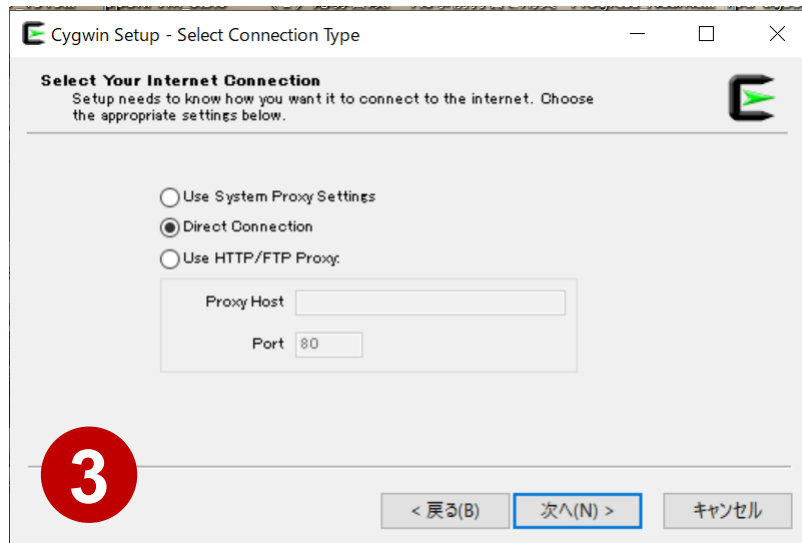 Cygwin Setup - Select Connection Type
Select Your Internet Connection
Setup needs to know how you want it to connect to the internet. Choose
the appropriate settings below.
Use System Proxy Settings
Direct Connection
Use HTTP/FTP Proxy:
Proxy Host
Port 80
3
< 戻る(B) 次へ(N) > キャンセル